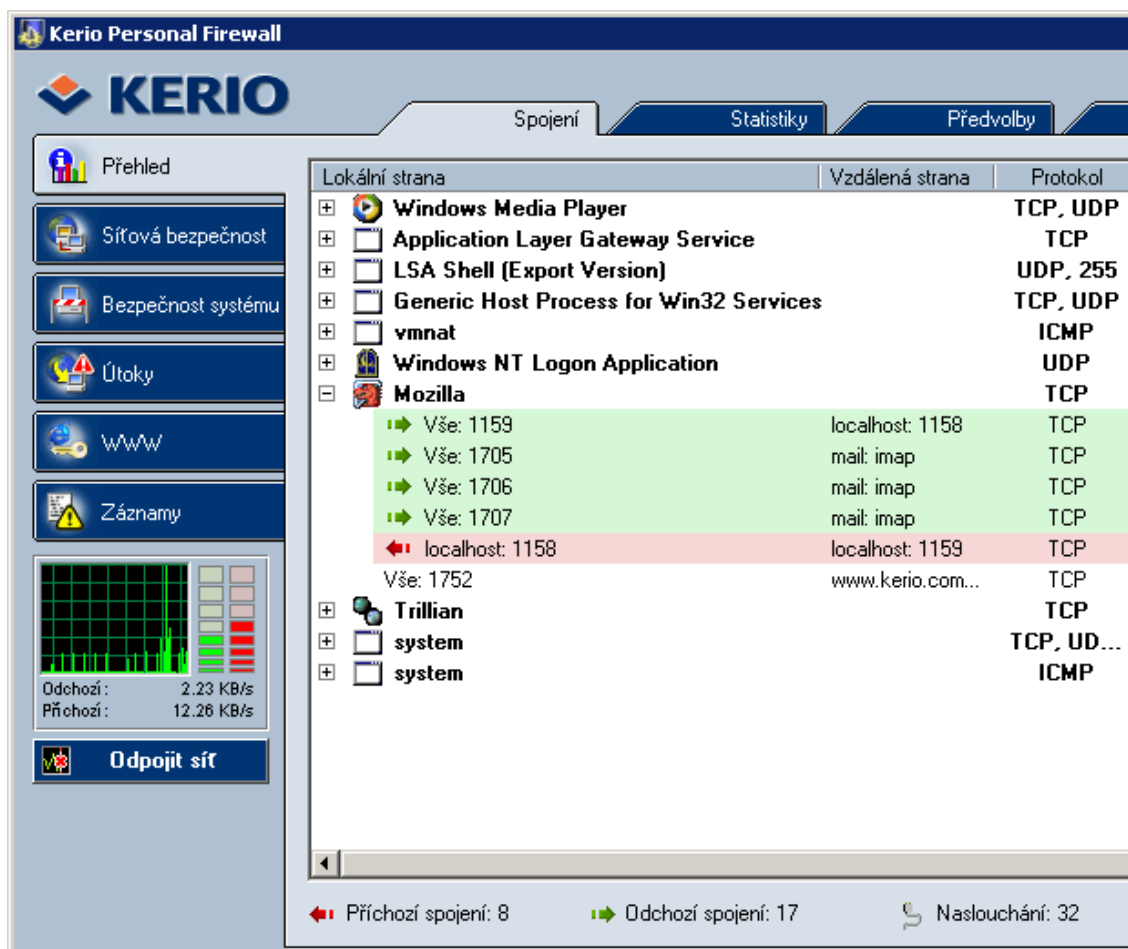 Kerio Personal Firewall
KERIO
Spojení Statistiky Předvolby
Přehled
Síťová bezpečnost
Bezpečnost systému
Útoky
WWW
Záznamy
Odchozí: 2.23 KB/s
Příchozí: 12.26 KB/s
Odpojit síť
Lokální strana Vzdálená strana Protokol
Windows Media Player TCP, UDP
Application Layer Gateway Service TCP
LSA Shell (Export Version) UDP, 255
Generic Host Process for Win32 Services TCP, UDP
vmnat ICMP
Windows NT Logon Application UDP
Mozilla TCP
Vše: 1159 localhost: 1158 TCP
Vše: 1705 mail: imap TCP
Vše: 1706 mail: imap TCP
Vše: 1707 mail: imap TCP
localhost: 1158 localhost: 1159 TCP
Vše: 1752 www.kerio.com... TCP
Trillian TCP
system TCP, UD...
system ICMP
Příchozí spojení: 8 Odchozí spojení: 17 Naslouchání: 32